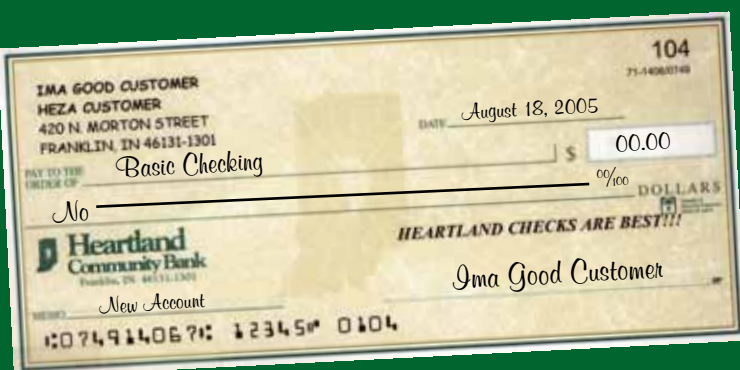 104
71-1406/0749
IMA GOOD CUSTOMER
HEZA CUSTOMER
420 N. MORTON STREET
FRANKLIN, IN 46131-1301
DATE August 18, 2005
PAY TO THE
ORDER OF Basic Checking $ 00.00
No 00/100 DOLLARS
HEARTLAND CHECKS ARE BEST!!!
Heartland
Community Bank
Franklin, IN 46131-1301
Ima Good Customer
MEMO New Account
⑆074914067⑆ 12345⑈ 0104